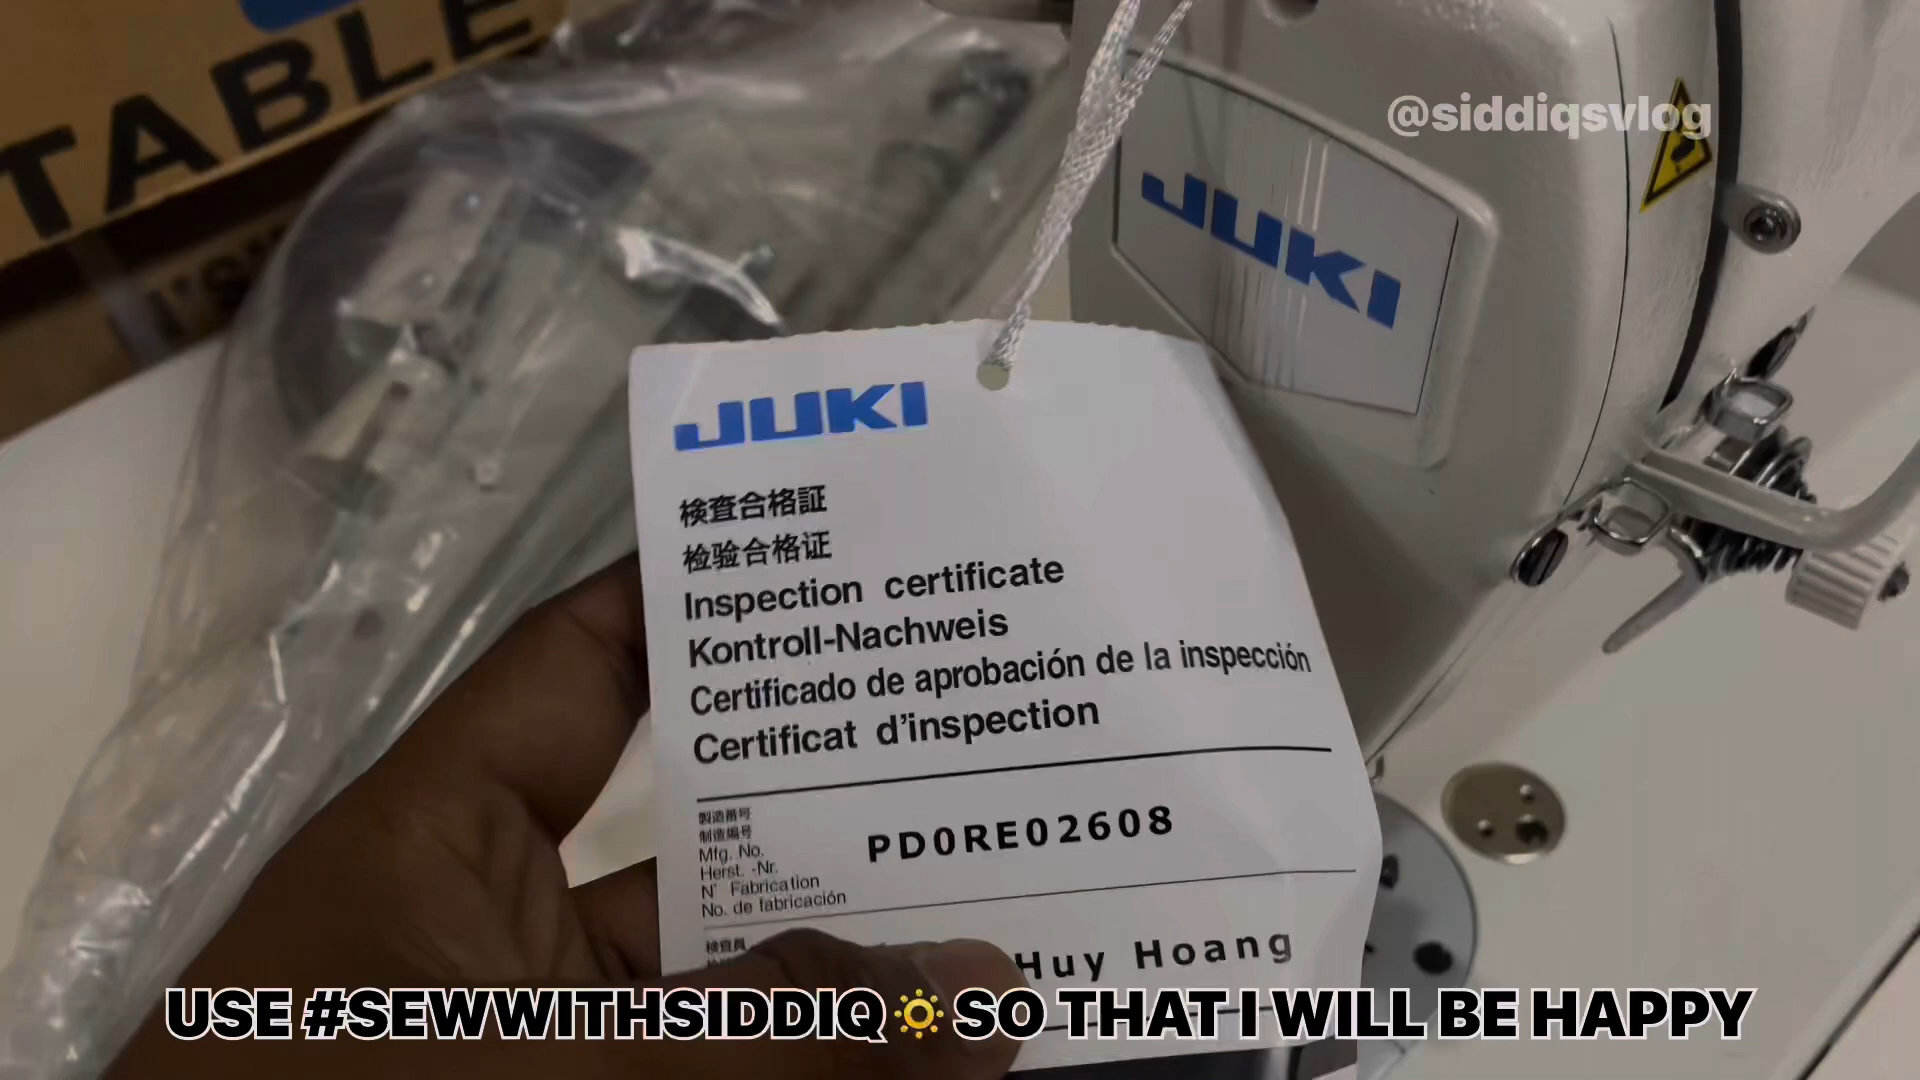 TABLE
@siddiqsvlog
JUKI
JUKI
検査合格証
检验合格证
Inspection certificate
Kontroll-Nachweis
Certificado de aprobación de la inspección
Certificat d'inspection
製造番号
制造编号
Mfg. No.
Herst. -Nr.
N° Fabrication
No. de fabricación
PD0RE02608
検査員
Huy Hoang
USE #SEWWITHSIDDIQ🔅SO THAT I WILL BE HAPPY